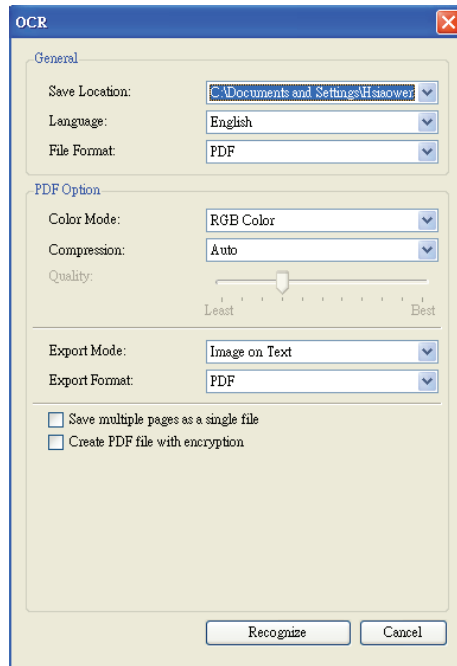 OCR
General
Save Location: C:\Documents and Settings\Hsiaower
Language: English
File Format: PDF
PDF Option
Color Mode: RGB Color
Compression: Auto
Quality:
Least Best
Export Mode: Image on Text
Export Format: PDF
Save multiple pages as a single file
Create PDF file with encryption
Recognize Cancel